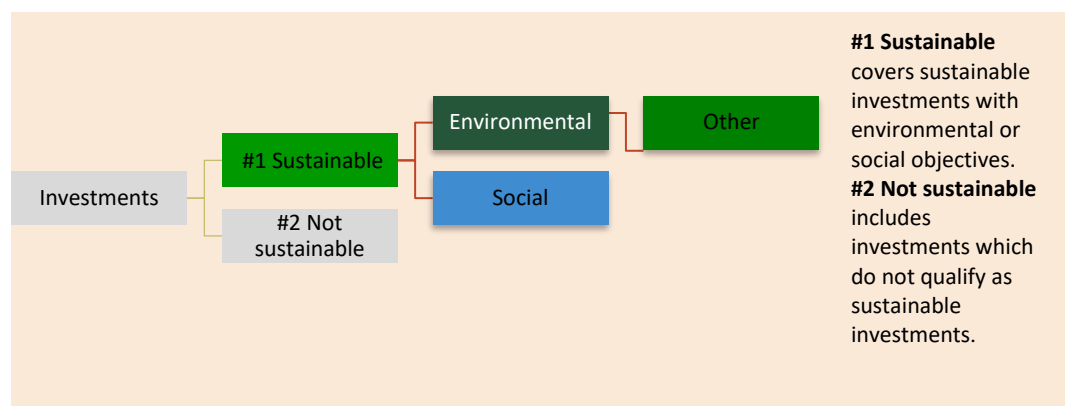 Investments
#1 Sustainable
#2 Not
sustainable
Environmental
Social
Other
#1 Sustainable
covers sustainable
investments with
environmental or
social objectives.
#2 Not sustainable
includes
investments which
do not qualify as
sustainable
investments.